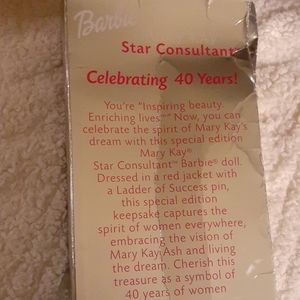 Barbie
Star Consultant™
Celebrating 40 Years!
You're "Inspiring beauty.
Enriching lives."™ Now, you can
celebrate the spirit of Mary Kay's
dream with this special edition
Mary Kay®
Star Consultant™ Barbie® doll.
Dressed in a red jacket with
a Ladder of Success pin,
this special edition
keepsake captures the
spirit of women everywhere,
embracing the vision of
Mary Kay Ash and living
the dream. Cherish this
treasure as a symbol of
40 years of women